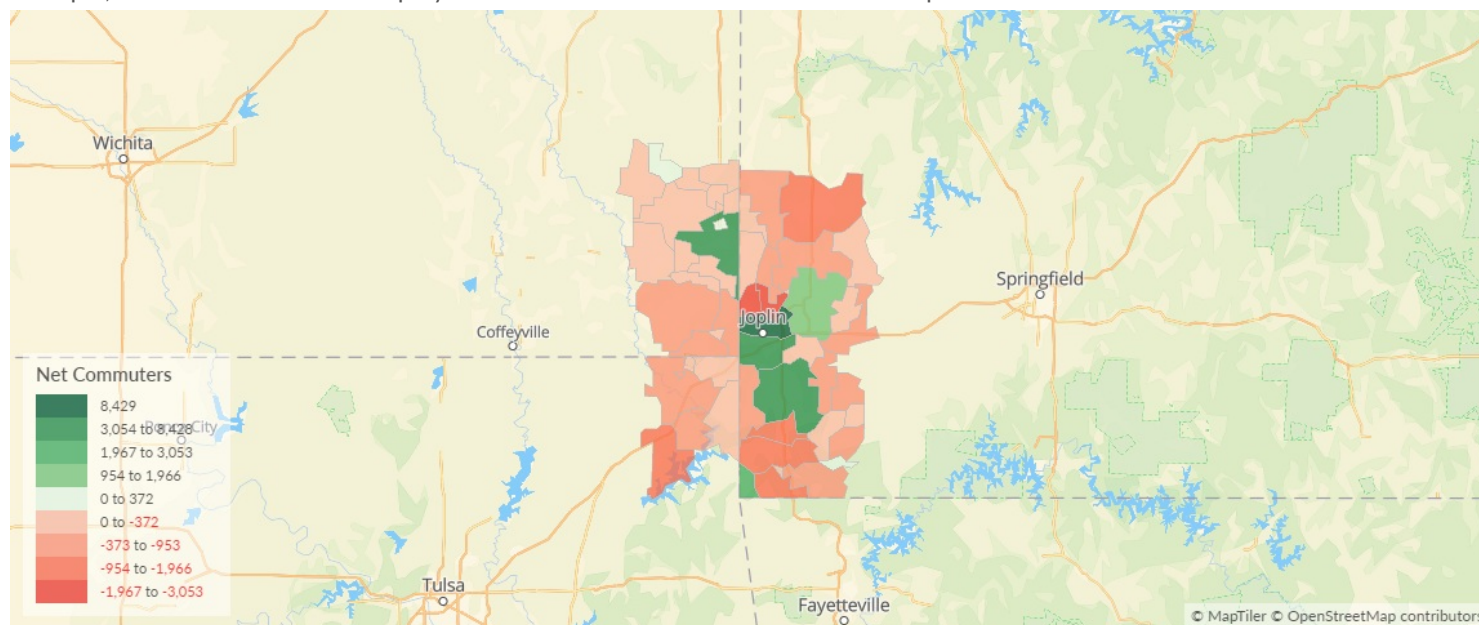 Wichita
Springfield
Joplin
Coffeyville
Net Commuters
8,429
3,054 to 8,428
1,967 to 3,053
954 to 1,966
0 to 372
0 to -372
-373 to -953
-954 to -1,966
-1,967 to -3,053
City
Tulsa
Fayetteville
© MapTiler © OpenStreetMap contributors